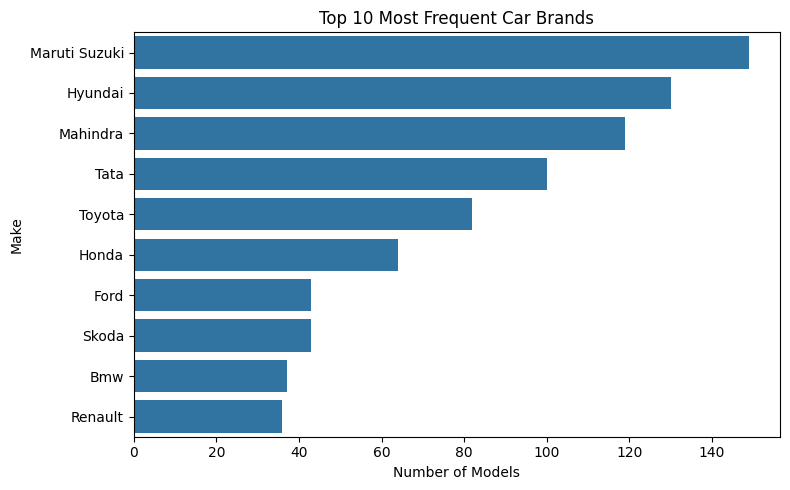 Top 10 Most Frequent Car Brands
Make
Maruti Suzuki
Hyundai
Mahindra
Tata
Toyota
Honda
Ford
Skoda
Bmw
Renault
0 20 40 60 80 100 120 140
Number of Models